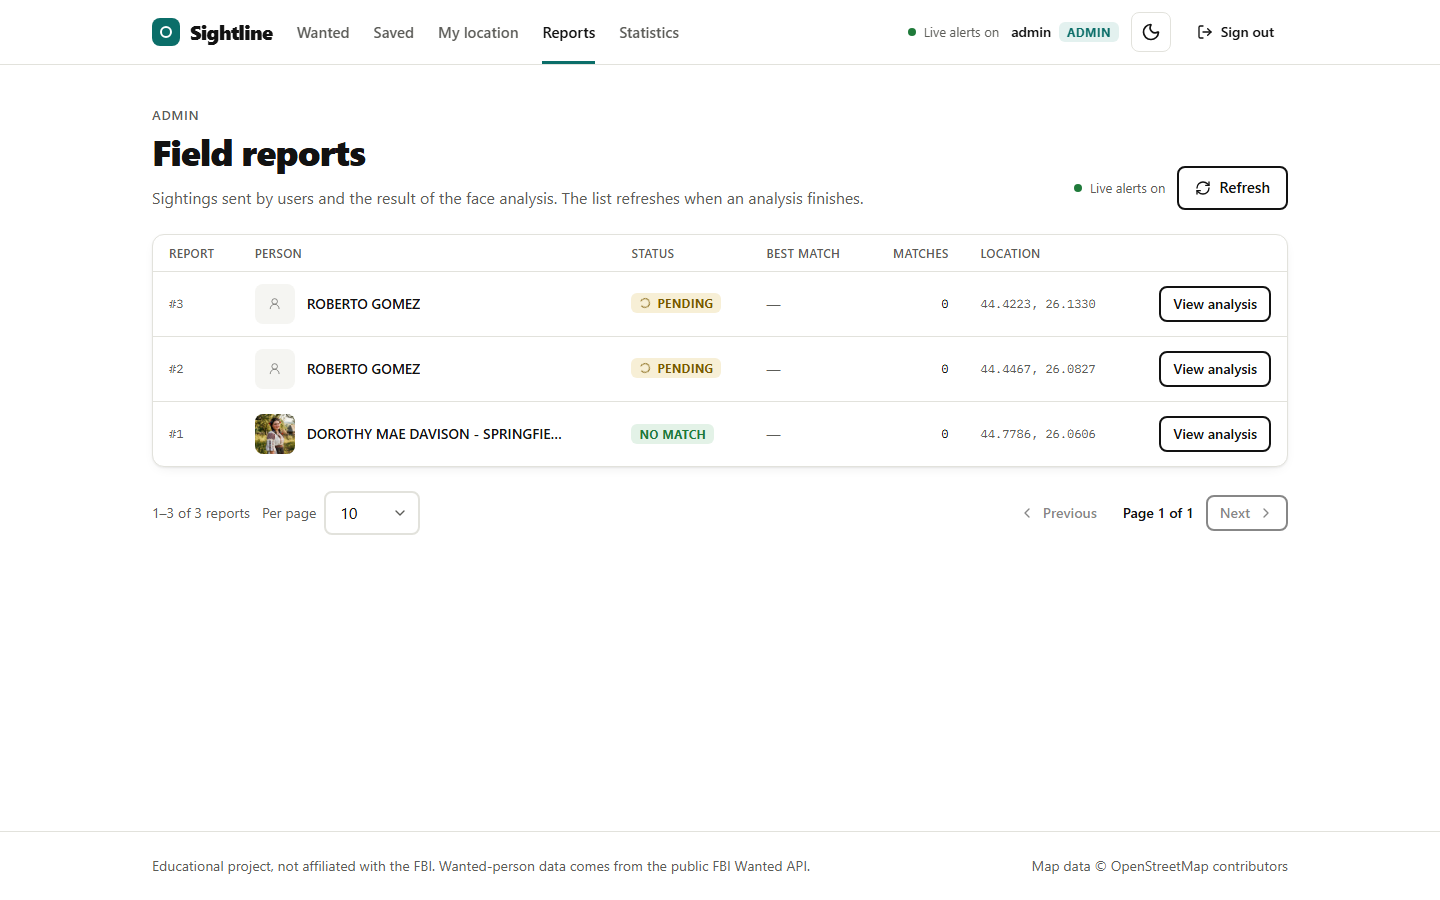 Sightline Wanted Saved My location Reports Statistics Live alerts on admin ADMIN Sign out
ADMIN
Field reports
Sightings sent by users and the result of the face analysis. The list refreshes when an analysis finishes.
Live alerts on Refresh
REPORT PERSON STATUS BEST MATCH MATCHES LOCATION
#3 ROBERTO GOMEZ PENDING — 0 44.4223, 26.1330 View analysis
#2 ROBERTO GOMEZ PENDING — 0 44.4467, 26.0827 View analysis
#1 DOROTHY MAE DAVISON - SPRINGFIE... NO MATCH — 0 44.7786, 26.0606 View analysis
1–3 of 3 reports Per page 10 Previous Page 1 of 1 Next
Educational project, not affiliated with the FBI. Wanted-person data comes from the public FBI Wanted API. Map data © OpenStreetMap contributors